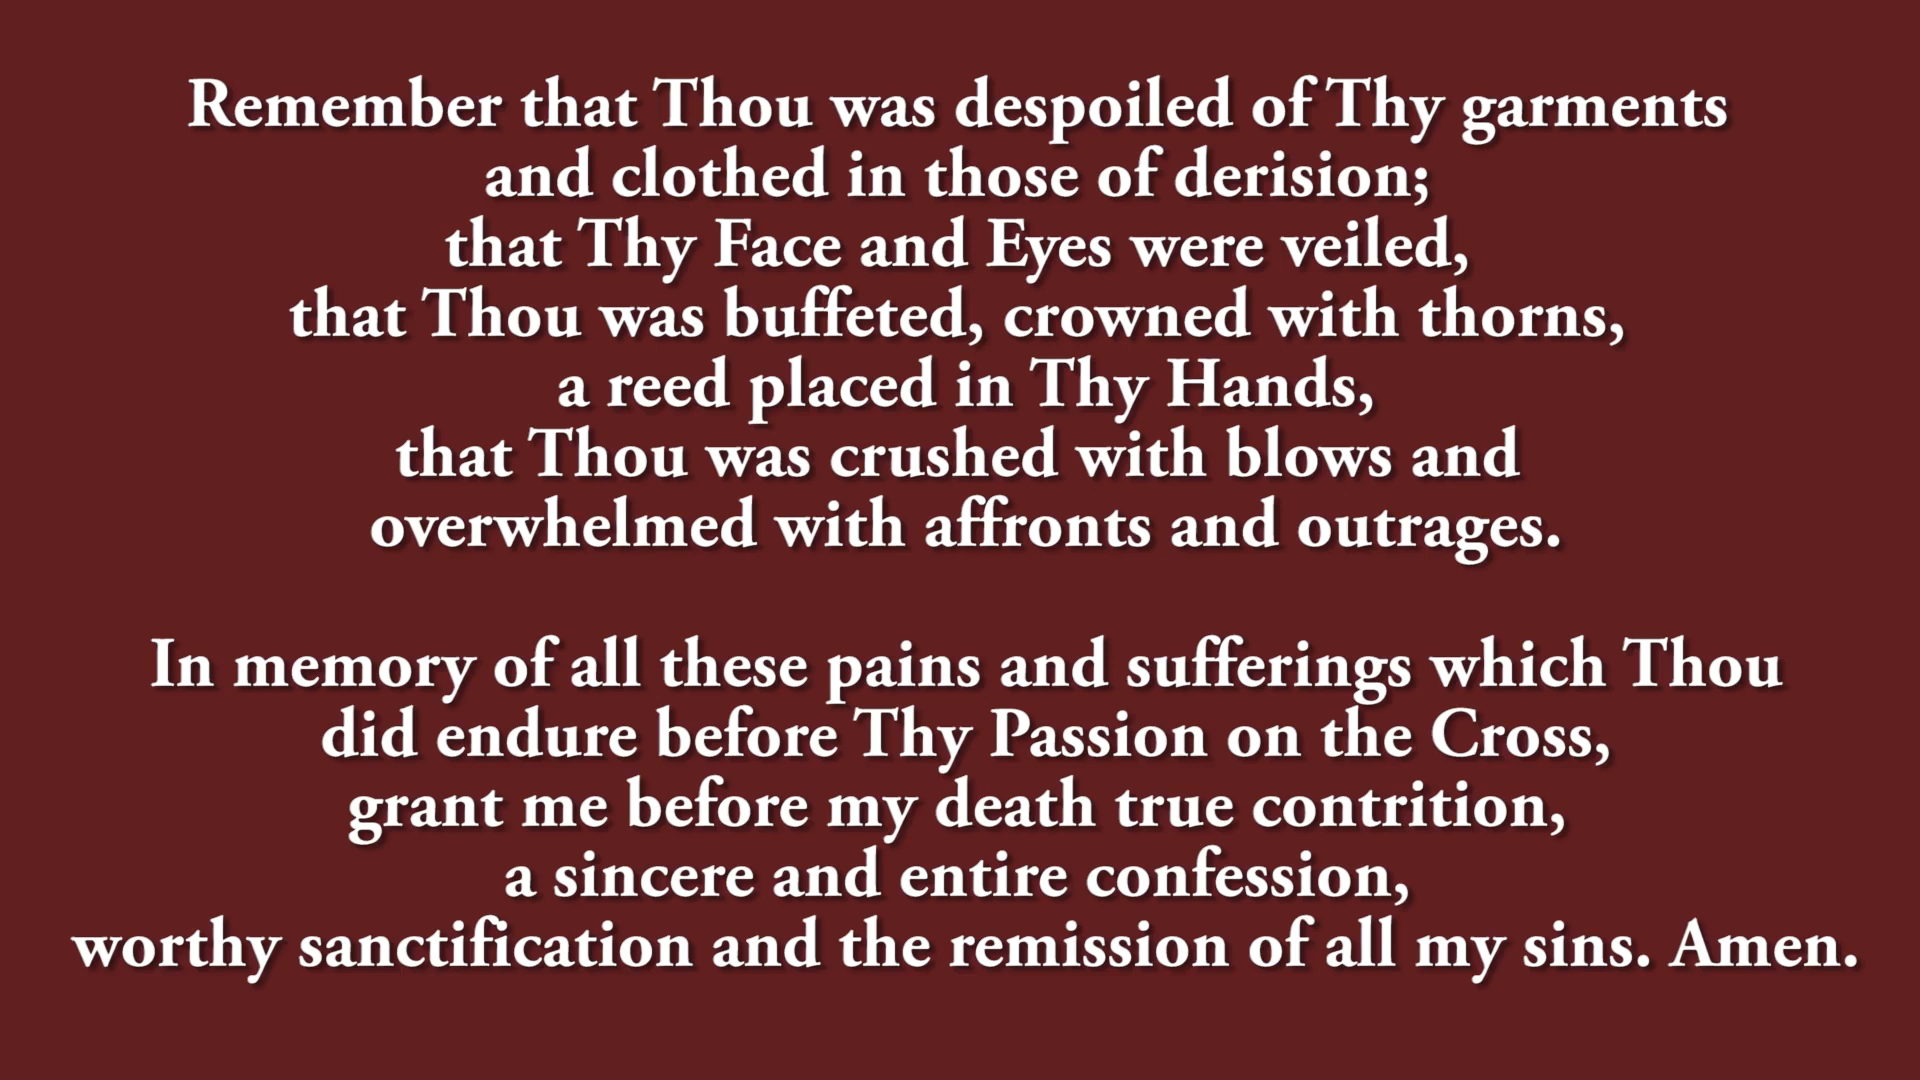 Remember that Thou was despoiled of Thy garments
and clothed in those of derision;
that Thy Face and Eyes were veiled,
that Thou was buffeted, crowned with thorns,
a reed placed in Thy Hands,
that Thou was crushed with blows and
overwhelmed with affronts and outrages.
In memory of all these pains and sufferings which Thou
did endure before Thy Passion on the Cross,
grant me before my death true contrition,
a sincere and entire confession,
worthy sanctification and the remission of all my sins. Amen.